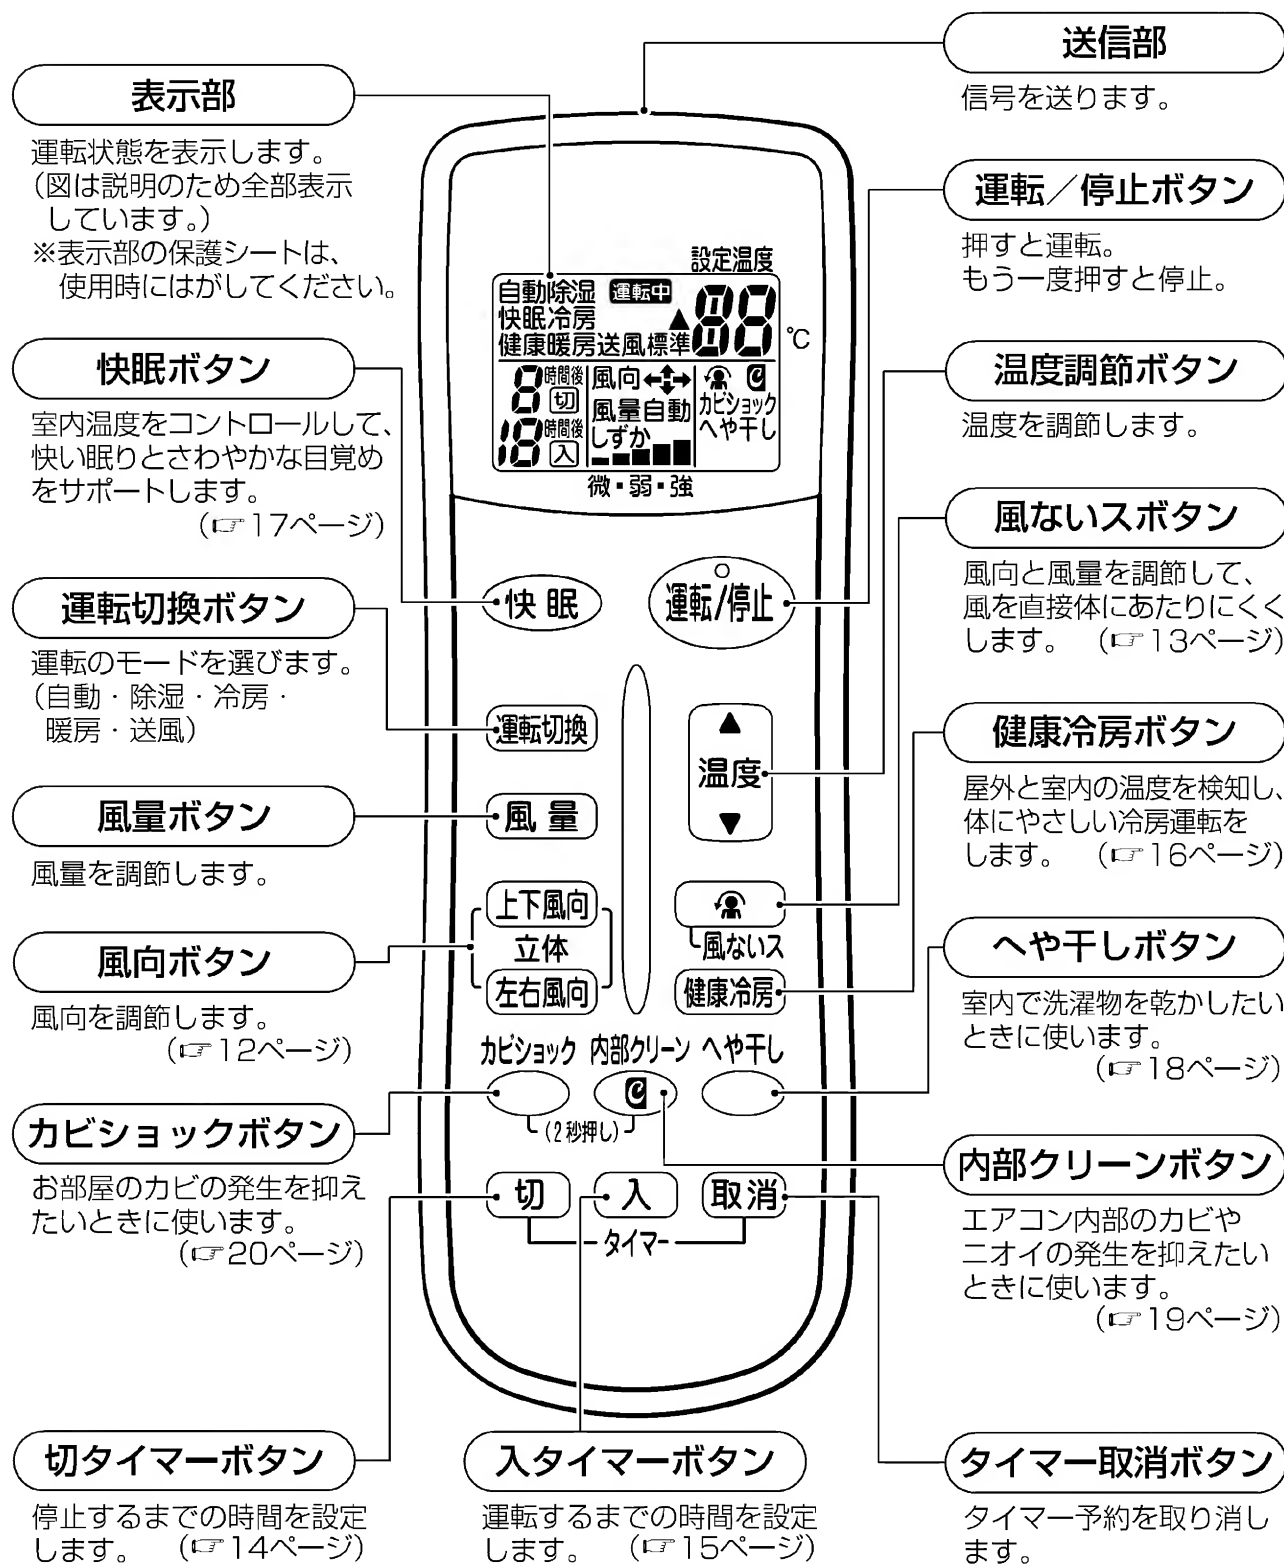 表示部
運転状態を表示します。
（図は説明のため全部表示
しています。）
※表示部の保護シートは、
使用時にはがしてください。
快眠ボタン
室内温度をコントロールして、
快い眠りとさわやかな目覚め
をサポートします。
（☞17ページ）
運転切換ボタン
運転のモードを選びます。
（自動・除湿・冷房・
暖房・送風）
風量ボタン
風量を調節します。
風向ボタン
風向を調節します。
（☞12ページ）
カビショックボタン
お部屋のカビの発生を抑え
たいときに使います。
（☞20ページ）
切タイマーボタン
停止するまでの時間を設定
します。 （☞14ページ）
設定温度
自動除湿 運転中
快眠冷房 ▲88
健康暖房送風標準 ℃
8時間後 切
18時間後 入
風向
風量自動
しずか
カビショック
へや干し
微・弱・強
快眠
運転/停止
運転切換
▲
温度
▼
風量
上下風向
立体
左右風向
風ないス
健康冷房
カビショック 内部クリーン へや干し
（2秒押し）
切 入 取消
タイマー
入タイマーボタン
運転するまでの時間を設定
します。 （☞15ページ）
送信部
信号を送ります。
運転／停止ボタン
押すと運転。
もう一度押すと停止。
温度調節ボタン
温度を調節します。
風ないスボタン
風向と風量を調節して、
風を直接体にあたりにくく
します。 （☞13ページ）
健康冷房ボタン
屋外と室内の温度を検知し、
体にやさしい冷房運転を
します。 （☞16ページ）
へや干しボタン
室内で洗濯物を乾かしたい
ときに使います。
（☞18ページ）
内部クリーンボタン
エアコン内部のカビや
ニオイの発生を抑えたい
ときに使います。
（☞19ページ）
タイマー取消ボタン
タイマー予約を取り消し
ます。